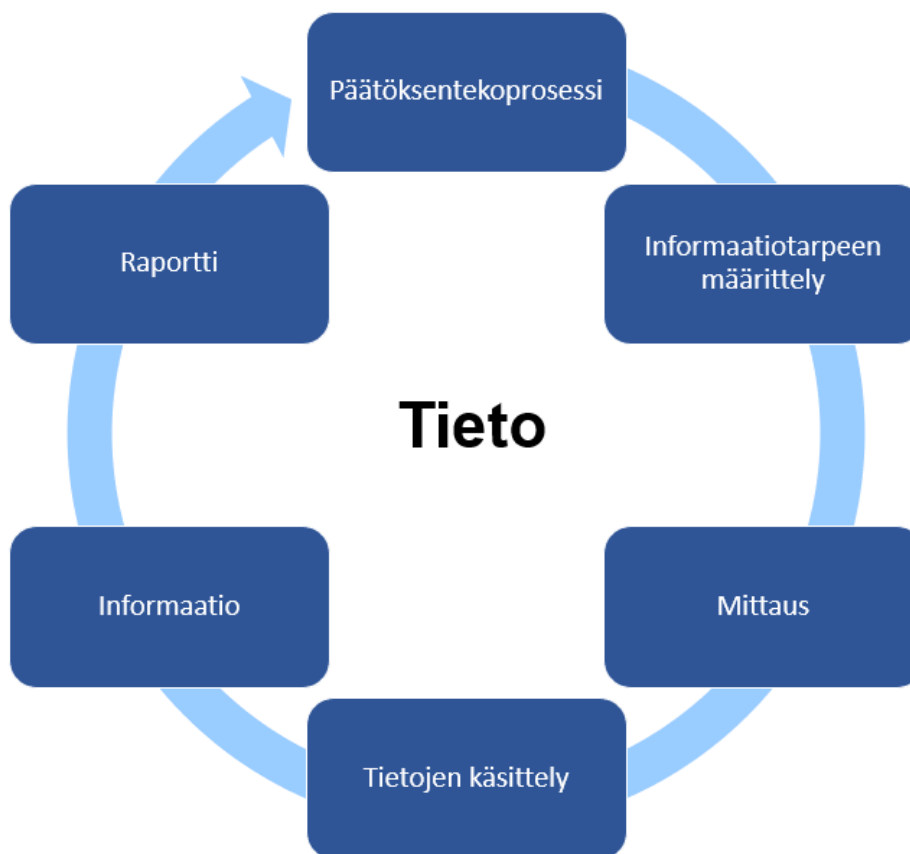 Päätöksentekoprosessi
Informaatiotarpeen
määrittely
Mittaus
Tietojen käsittely
Informaatio
Raportti
Tieto